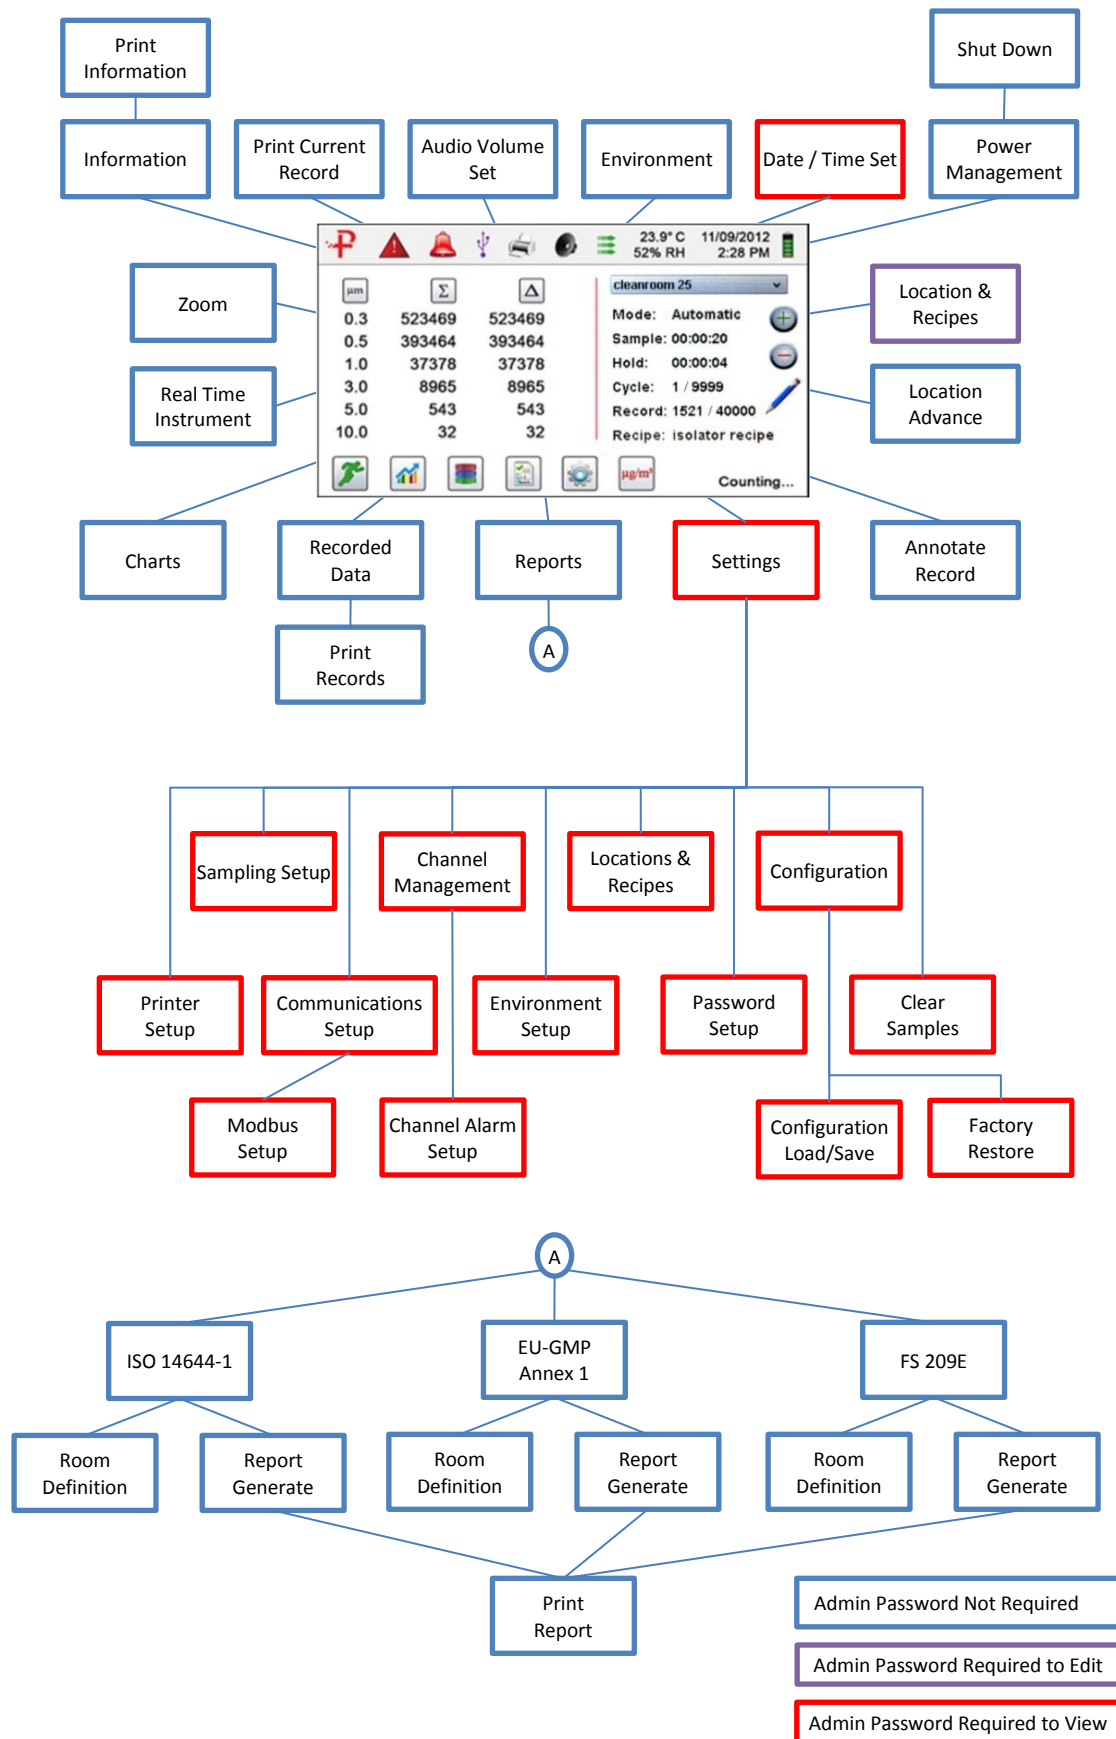 Print
Information
Shut Down
Information
Print Current
Record
Audio Volume
Set
Environment
Date / Time Set
Power
Management
23.9° C
52% RH
11/09/2012
2:28 PM
Zoom
Real Time
Instrument
µm Σ Δ
0.3 523469 523469
0.5 393464 393464
1.0 37378 37378
3.0 8965 8965
5.0 543 543
10.0 32 32
cleanroom 25
Mode: Automatic
Sample: 00:00:20
Hold: 00:00:04
Cycle: 1 / 9999
Record: 1521 / 40000
Recipe: isolator recipe
µg/m³
Counting...
Location &
Recipes
Location
Advance
Charts
Recorded
Data
Reports
Settings
Annotate
Record
Print
Records
A
Sampling Setup
Channel
Management
Locations &
Recipes
Configuration
Printer
Setup
Communications
Setup
Environment
Setup
Password
Setup
Clear
Samples
Modbus
Setup
Channel Alarm
Setup
Configuration
Load/Save
Factory
Restore
A
ISO 14644-1
EU-GMP
Annex 1
FS 209E
Room
Definition
Report
Generate
Room
Definition
Report
Generate
Room
Definition
Report
Generate
Print
Report
Admin Password Not Required
Admin Password Required to Edit
Admin Password Required to View